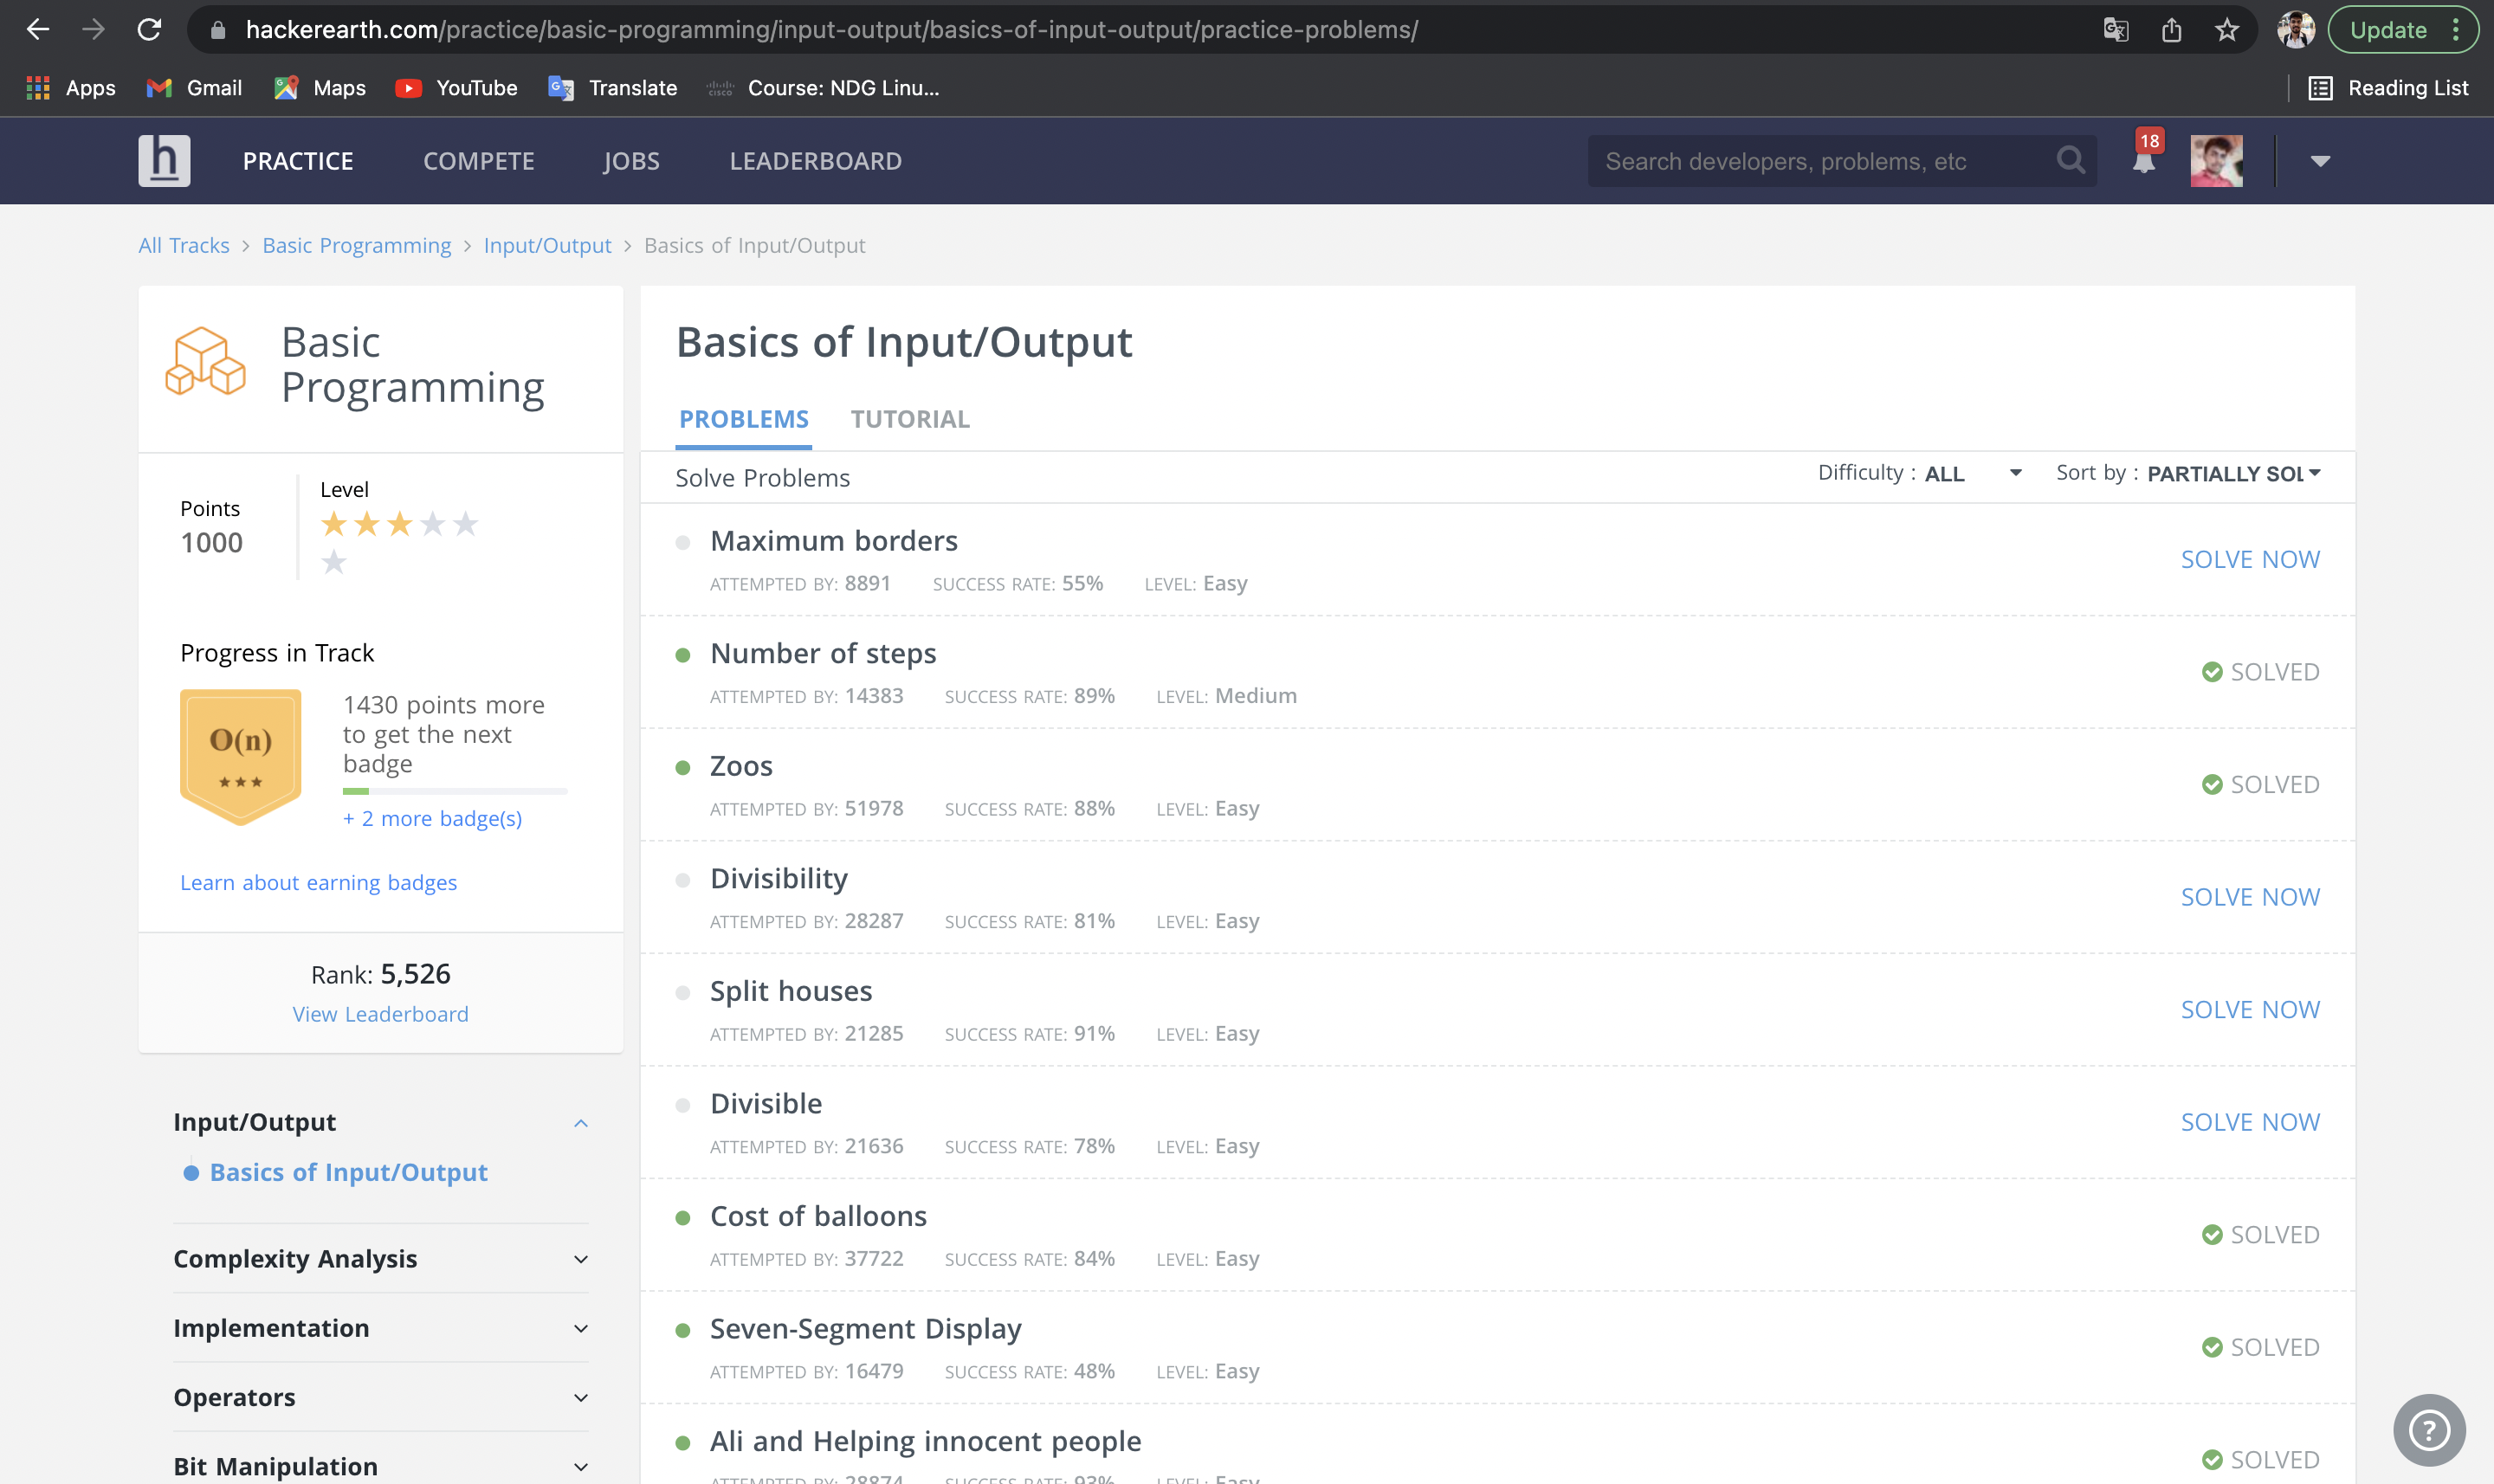 hackerearth.com/practice/basic-programming/input-output/basics-of-input-output/practice-problems/
Update
Apps
Gmail
Maps
YouTube
Translate
Course: NDG Linu...
Reading List
h
PRACTICE
COMPETE
JOBS
LEADERBOARD
Search developers, problems, etc
18
All Tracks > Basic Programming > Input/Output > Basics of Input/Output
Basic
Programming
Points
1000
Level
Progress in Track
O(n)
1430 points more
to get the next
badge
+ 2 more badge(s)
Learn about earning badges
Rank: 5,526
View Leaderboard
Input/Output
Basics of Input/Output
Complexity Analysis
Implementation
Operators
Bit Manipulation
Basics of Input/Output
PROBLEMS
TUTORIAL
Solve Problems
Difficulty : ALL
Sort by : PARTIALLY SOL
Maximum borders
ATTEMPTED BY: 8891 SUCCESS RATE: 55% LEVEL: Easy
SOLVE NOW
Number of steps
ATTEMPTED BY: 14383 SUCCESS RATE: 89% LEVEL: Medium
SOLVED
Zoos
ATTEMPTED BY: 51978 SUCCESS RATE: 88% LEVEL: Easy
SOLVED
Divisibility
ATTEMPTED BY: 28287 SUCCESS RATE: 81% LEVEL: Easy
SOLVE NOW
Split houses
ATTEMPTED BY: 21285 SUCCESS RATE: 91% LEVEL: Easy
SOLVE NOW
Divisible
ATTEMPTED BY: 21636 SUCCESS RATE: 78% LEVEL: Easy
SOLVE NOW
Cost of balloons
ATTEMPTED BY: 37722 SUCCESS RATE: 84% LEVEL: Easy
SOLVED
Seven-Segment Display
ATTEMPTED BY: 16479 SUCCESS RATE: 48% LEVEL: Easy
SOLVED
Ali and Helping innocent people
ATTEMPTED BY: 28874 SUCCESS RATE: 93% LEVEL: Easy
SOLVED
?